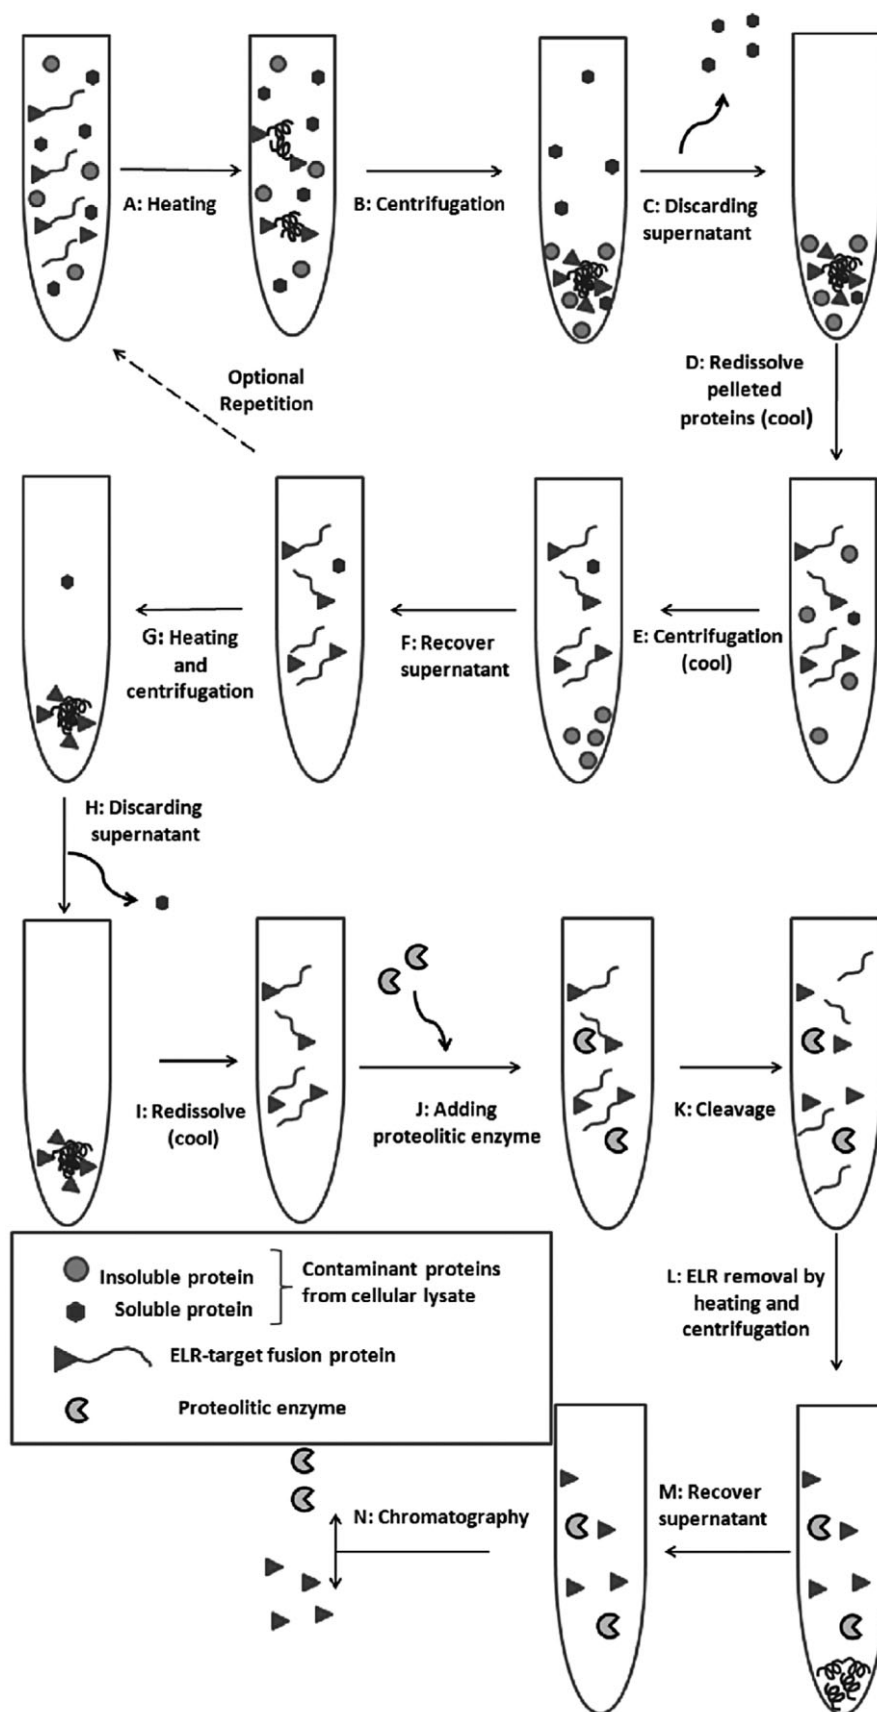 A: Heating
B: Centrifugation
C: Discarding
supernatant
D: Redissolve
pelleted
proteins (cool)
Optional
Repetition
E: Centrifugation
(cool)
F: Recover
supernatant
G: Heating
and
centrifugation
H: Discarding
supernatant
I: Redissolve
(cool)
J: Adding
proteolitic enzyme
K: Cleavage
L: ELR removal by
heating and
centrifugation
Insoluble protein
Soluble protein
Contaminant proteins
from cellular lysate
ELR-target fusion protein
Proteolitic enzyme
M: Recover
supernatant
N: Chromatography